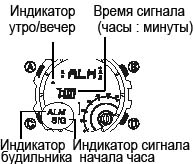 Индикатор утро/вечер
Время сигнала (часы : минуты)
A
B
ALM
ALM
SIG
C
D
Индикатор будильника
Индикатор сигнала начала часа